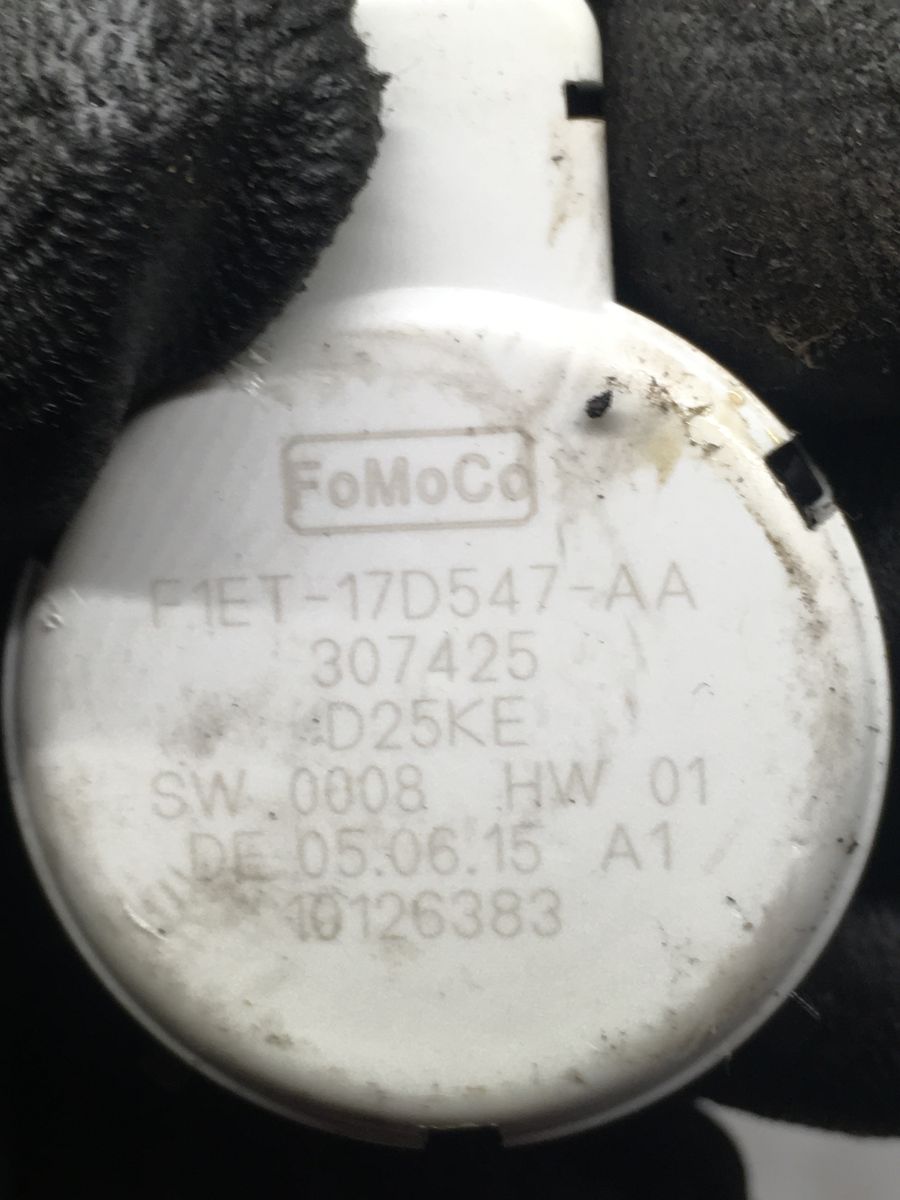 FoMoCo
F1ET-17D547-AA
307425
D25KE
SW 0008 HW 01
DE 05.06.15 A1
10126383